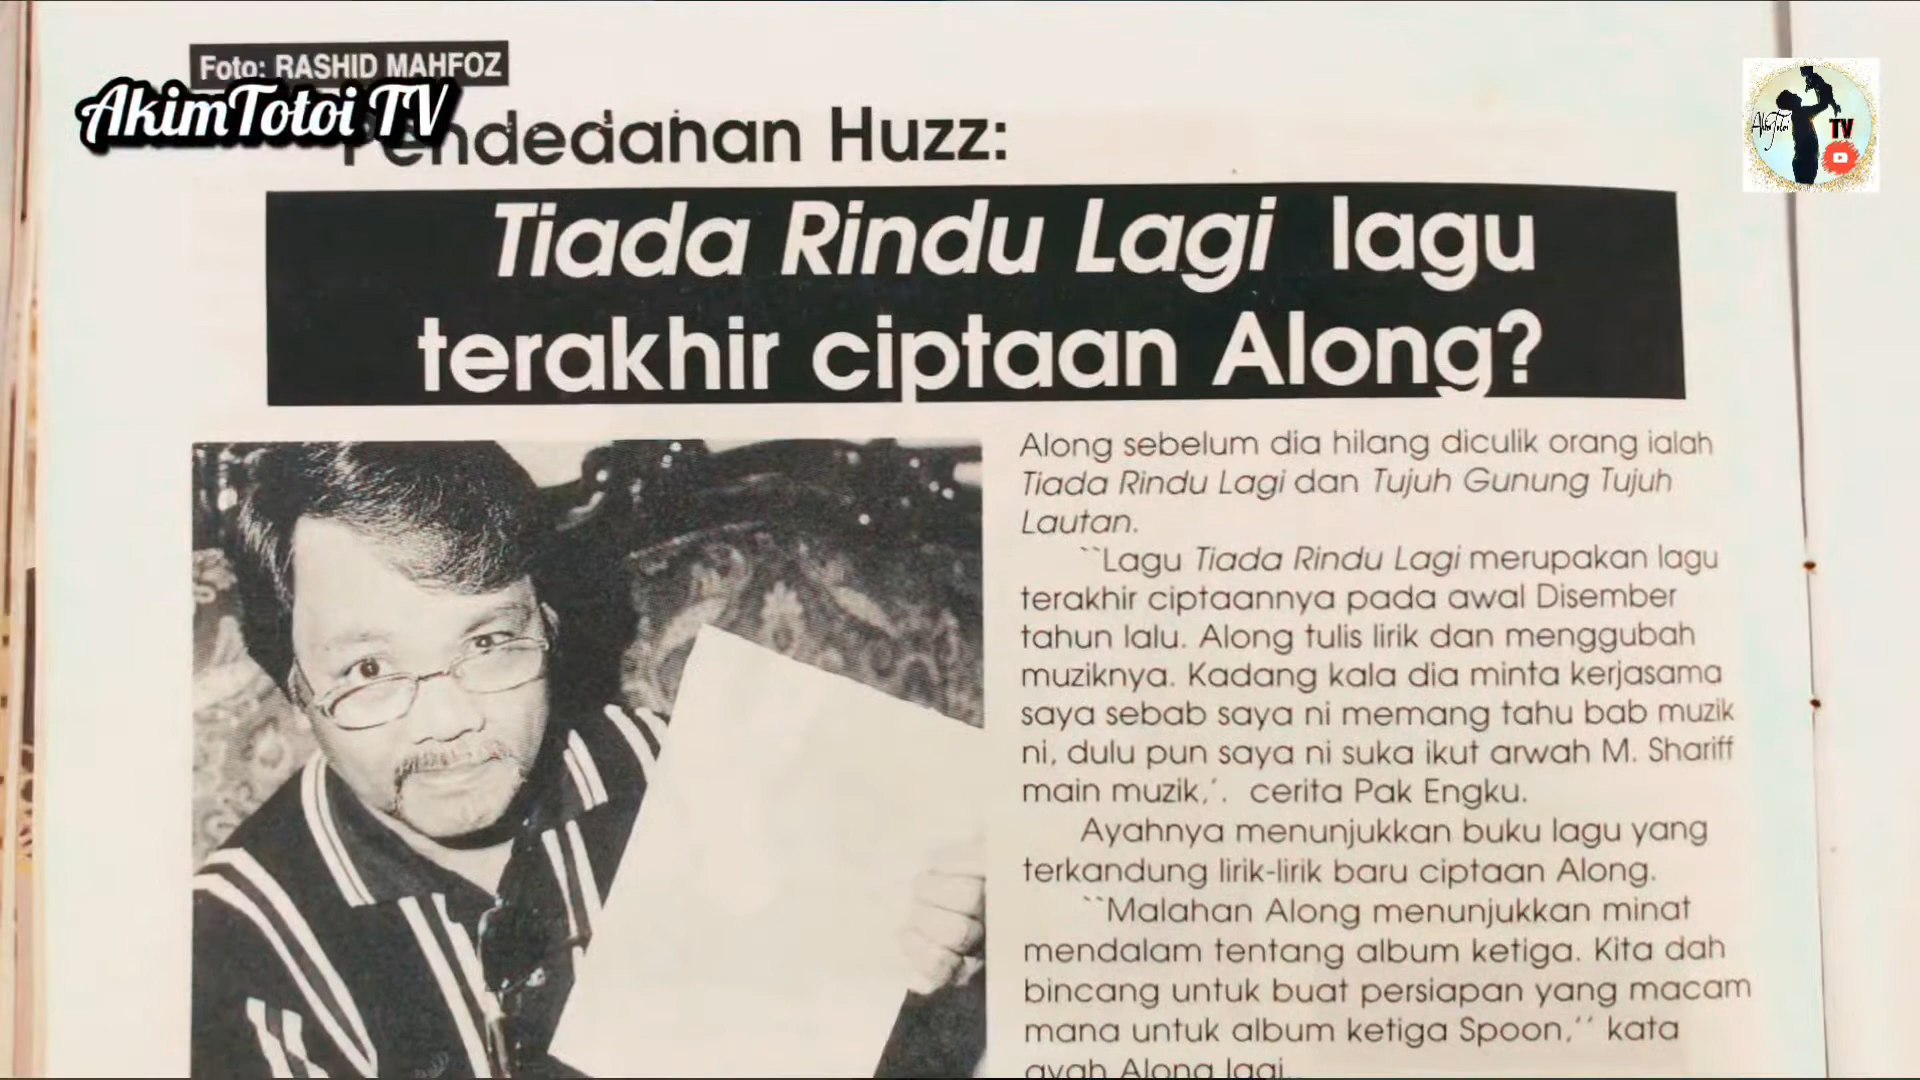 Foto: RASHID MAHFOZ
AkimTotoi TV
Pendedahan Huzz:
Tiada Rindu Lagi lagu
terakhir ciptaan Along?
Along sebelum dia hilang diculik orang ialah
Tiada Rindu Lagi dan Tujuh Gunung Tujuh
Lautan.
``Lagu Tiada Rindu Lagi merupakan lagu
terakhir ciptaannya pada awal Disember
tahun lalu. Along tulis lirik dan menggubah
muziknya. Kadang kala dia minta kerjasama
saya sebab saya ni memang tahu bab muzik
ni, dulu pun saya ni suka ikut arwah M. Shariff
main muzik,´. cerita Pak Engku.
Ayahnya menunjukkan buku lagu yang
terkandung lirik-lirik baru ciptaan Along.
``Malahan Along menunjukkan minat
mendalam tentang album ketiga. Kita dah
bincang untuk buat persiapan yang macam
mana untuk album ketiga Spoon,´´ kata
ayah Along lagi.
AkimTotoi
TV